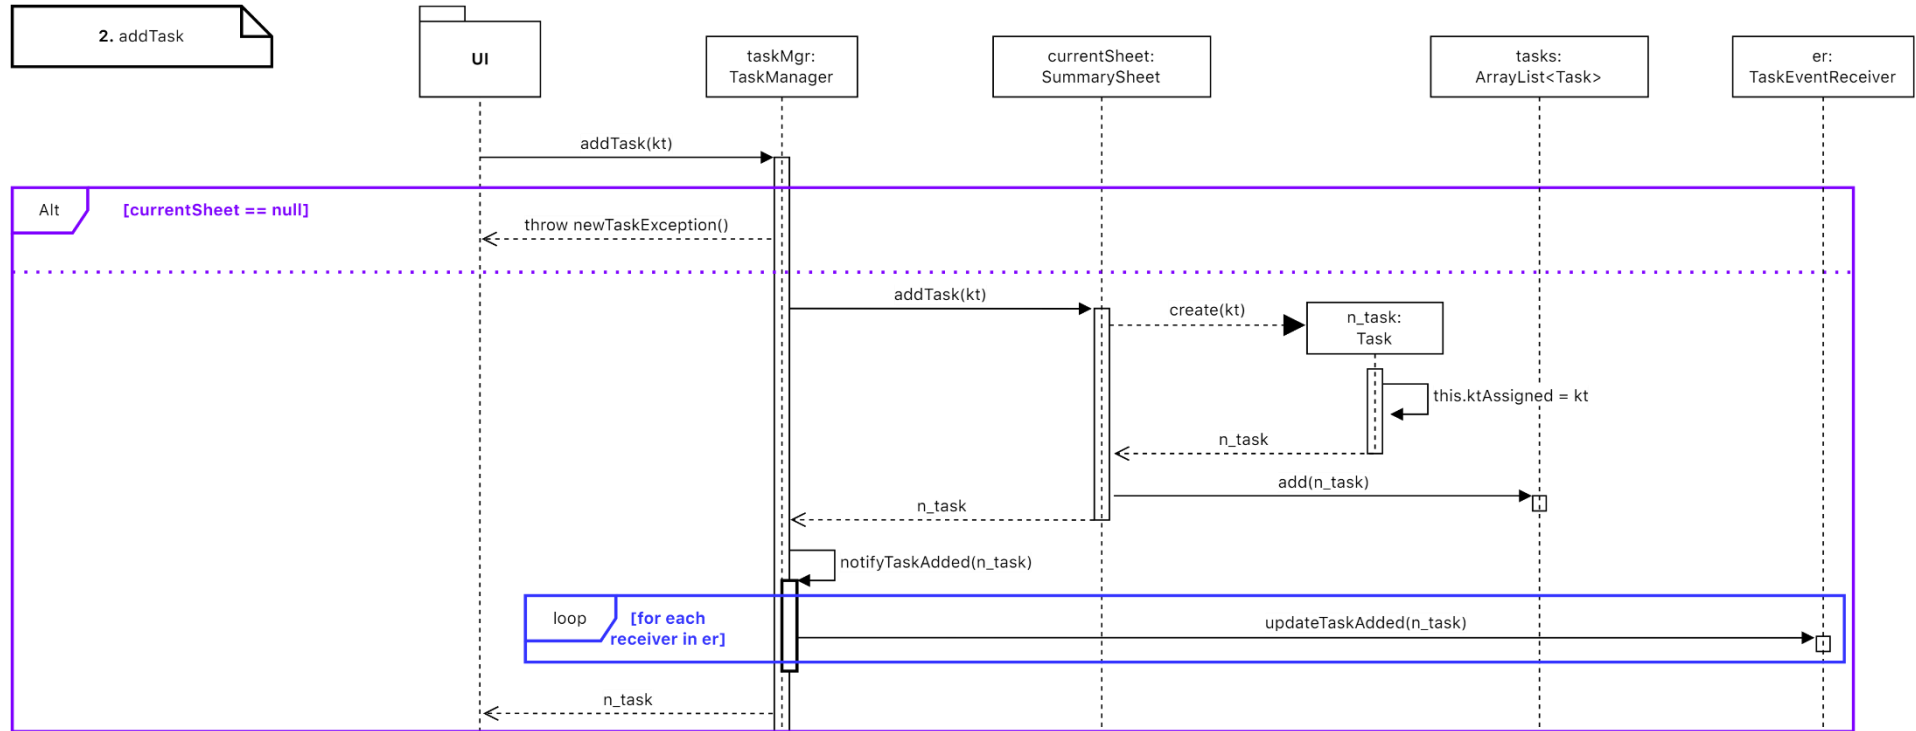 2. addTask
UI
taskMgr:
TaskManager
currentSheet:
SummarySheet
tasks:
ArrayList<Task>
er:
TaskEventReceiver
addTask(kt)
Alt
[currentSheet == null]
throw newTaskException()
addTask(kt)
create(kt)
n_task:
Task
this.ktAssigned = kt
n_task
add(n_task)
n_task
notifyTaskAdded(n_task)
loop
[for each
receiver in er]
updateTaskAdded(n_task)
n_task